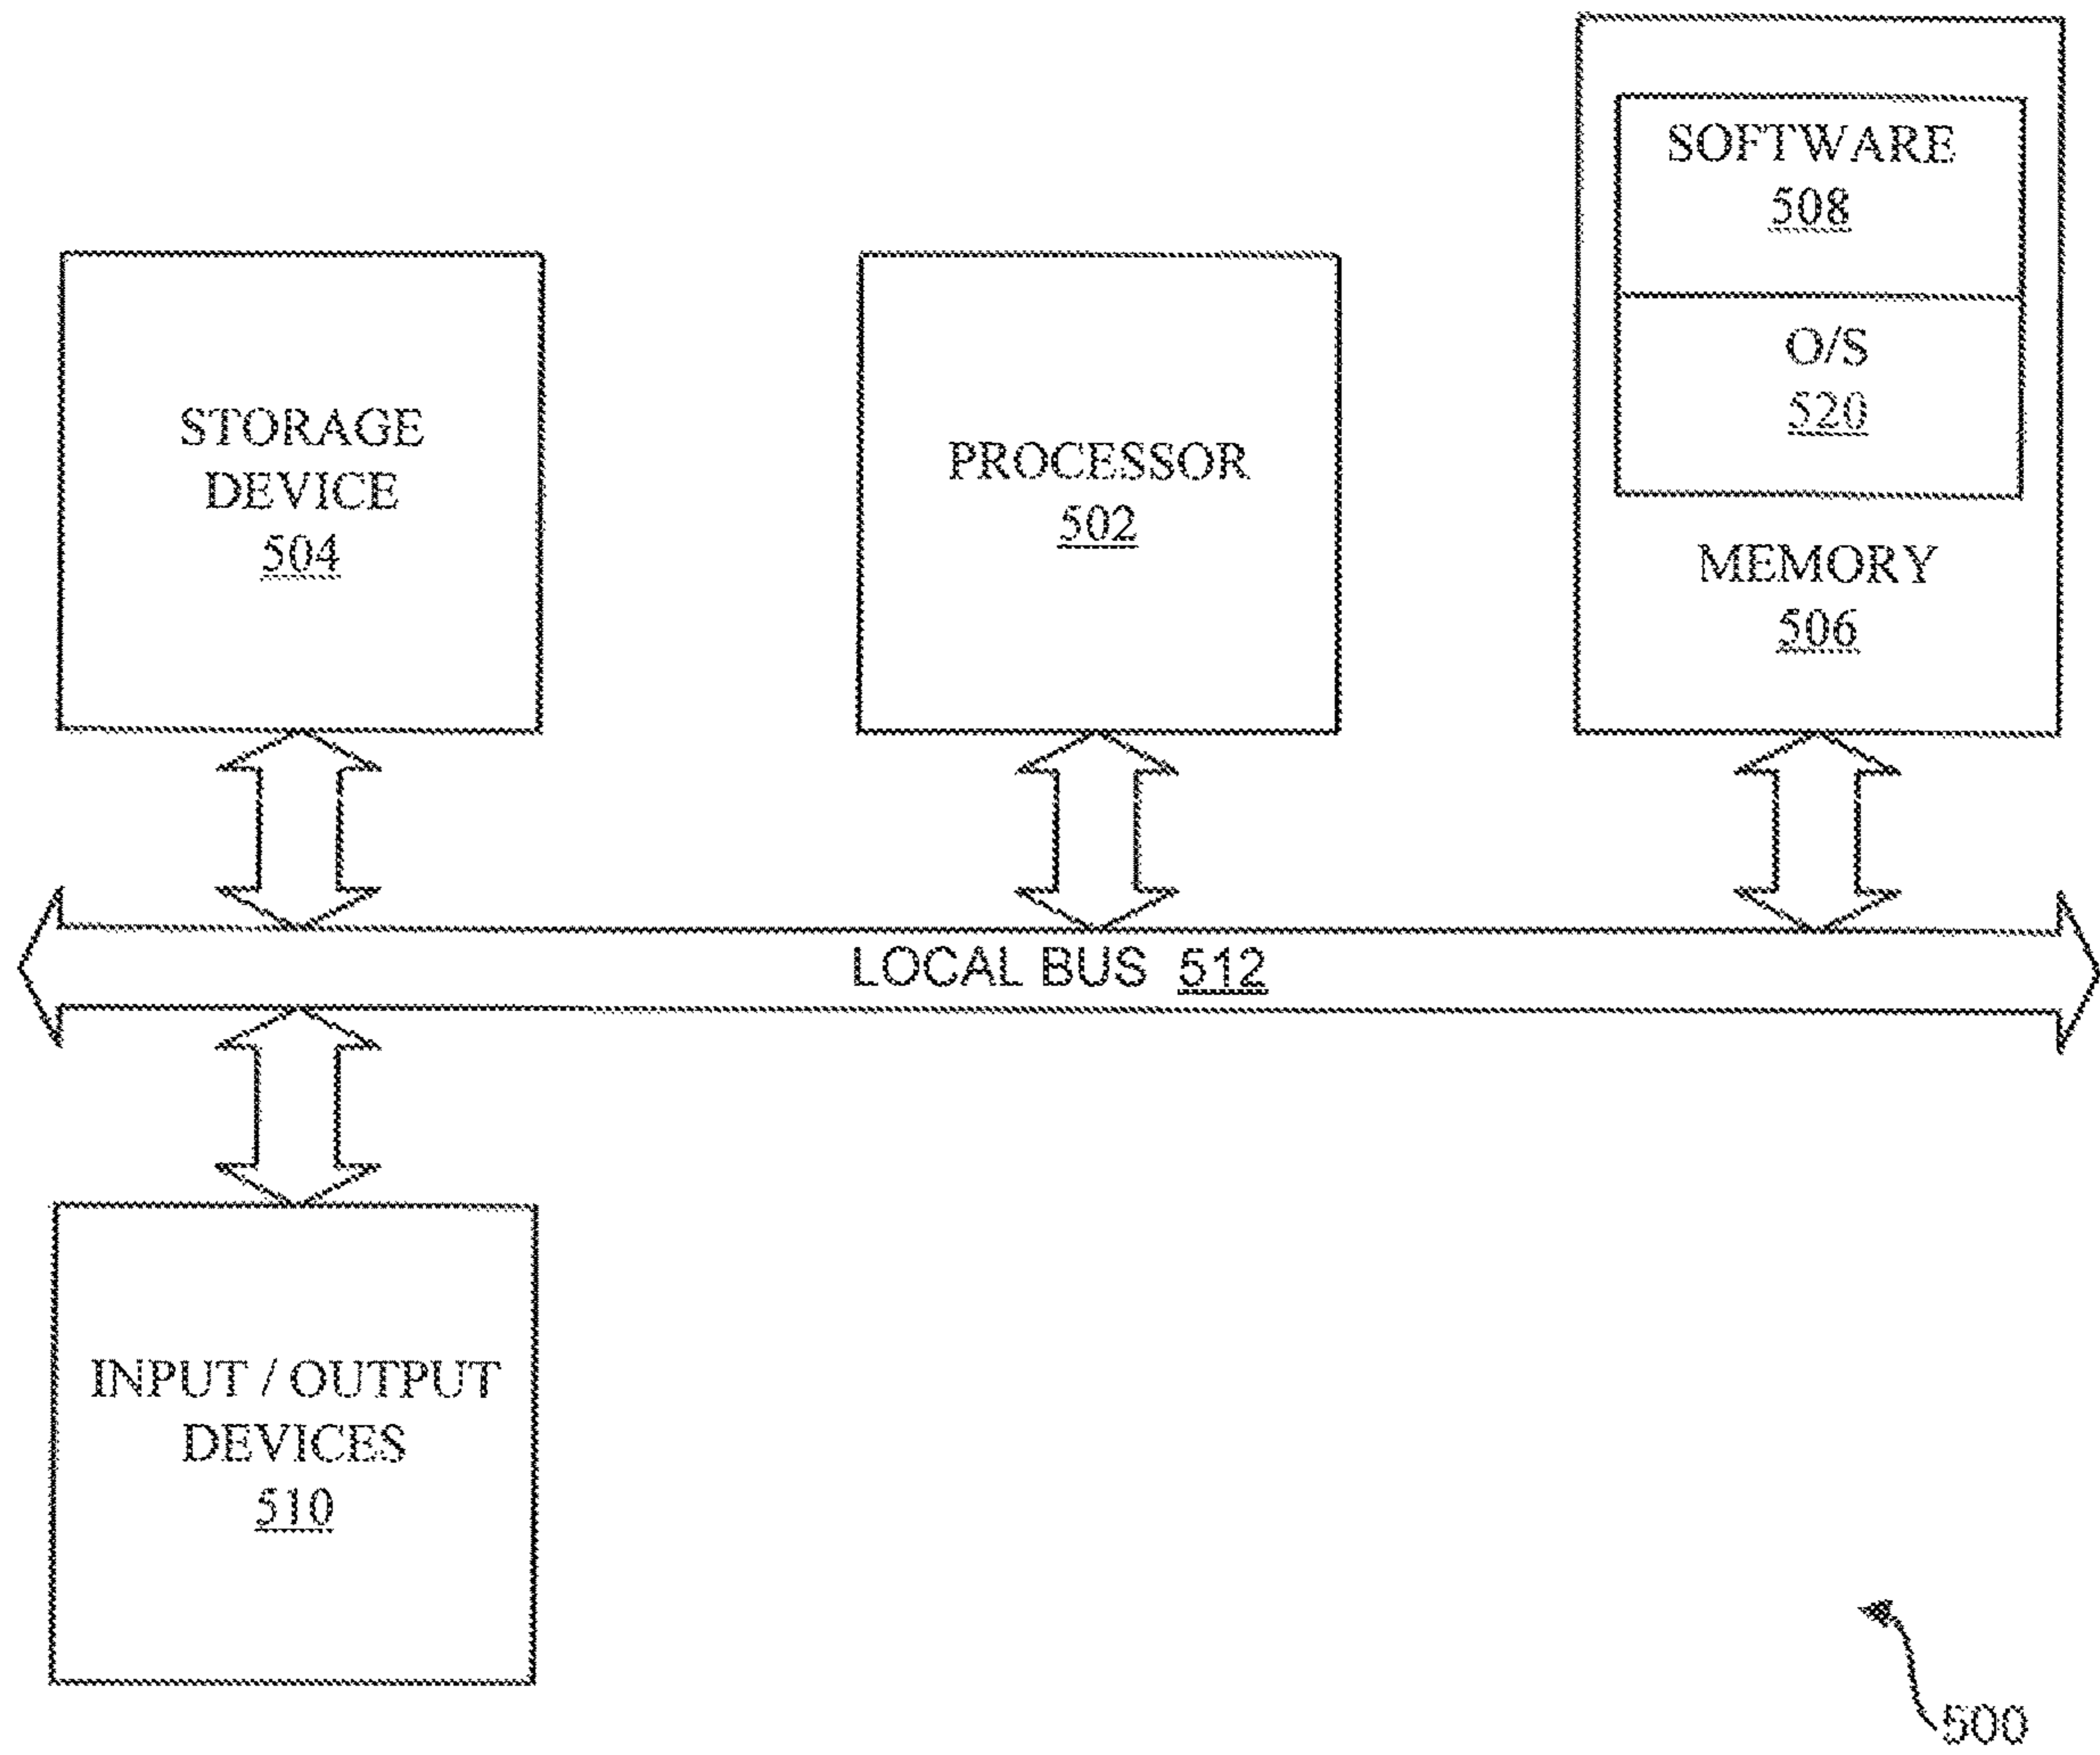 SOFTWARE
508
O/S
520
MEMORY
506
STORAGE
DEVICE
504
PROCESSOR
502
LOCAL BUS 512
INPUT / OUTPUT
DEVICES
510
500